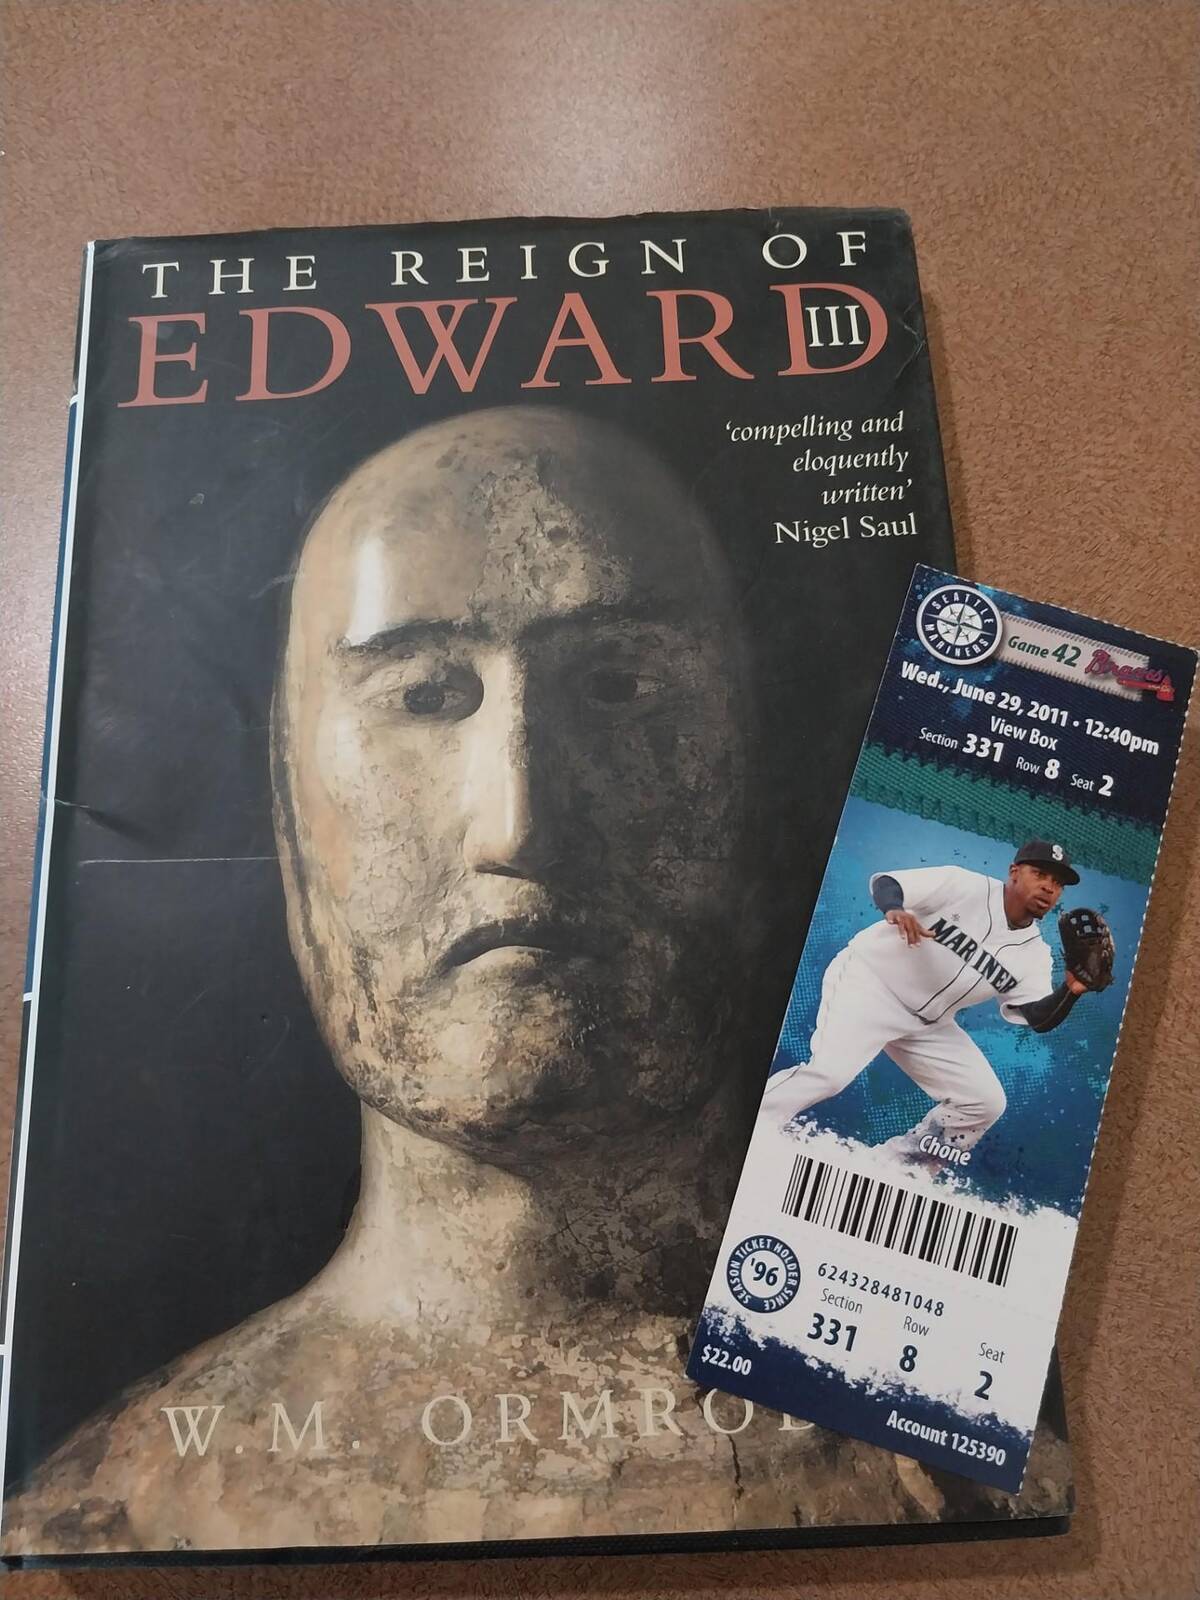 THE REIGN OF
EDWARD
III
'compelling and
eloquently
written'
Nigel Saul
W. M. ORMROD
SEATTLE
MARINERS
Game 42 Braves
Wed., June 29, 2011 • 12:40pm
View Box
Section 331 Row 8 Seat 2
S
MARINER
Chone
SEASON TICKET HOLDER SINCE
'96
624328481048
Section Row Seat
331 8 2
$22.00
Account 125390